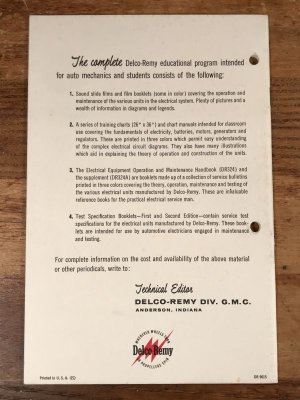 The complete Delco-Remy educational program intended
for auto mechanics and students consists of the following:
1. Sound slide films and film booklets (some in color) covering the operation and
maintenance of the various units in the electrical system. Plenty of pictures and a
wealth of information in diagrams and legends.
2. A series of training charts (26" x 36") and chart manuals intended for classroom
use covering the fundamentals of electricity, batteries, motors, generators and
regulators. These are printed in three colors which permit easy understanding
of the complex electrical circuit diagrams. They also have many illustrations
which aid in explaining the theory of operation and construction of the units.
3. The Electrical Equipment Operation and Maintenance Handbook (DR324) and
the supplement (DR324A) are booklets made up of a collection of service bulletins
printed in three colors covering the theory, operation, maintenance and testing of
the various electrical units manufactured by Delco-Remy. These are infallible
reference books for the practical electrical service man.
4. Test Specification Booklets—First and Second Edition—contain service test
specifications for the electrical units manufactured by Delco-Remy. These book-
lets are intended for use by automotive electricians engaged in maintenance
and testing.
For complete information on the cost and availability of the above material
or other periodicals, write to:
Technical Editor
DELCO-REMY DIV. G.M.C.
ANDERSON, INDIANA
WHEREVER WHEELS TURN
Delco Remy
OR PROPELLERS SPIN
Printed in U. S. A.